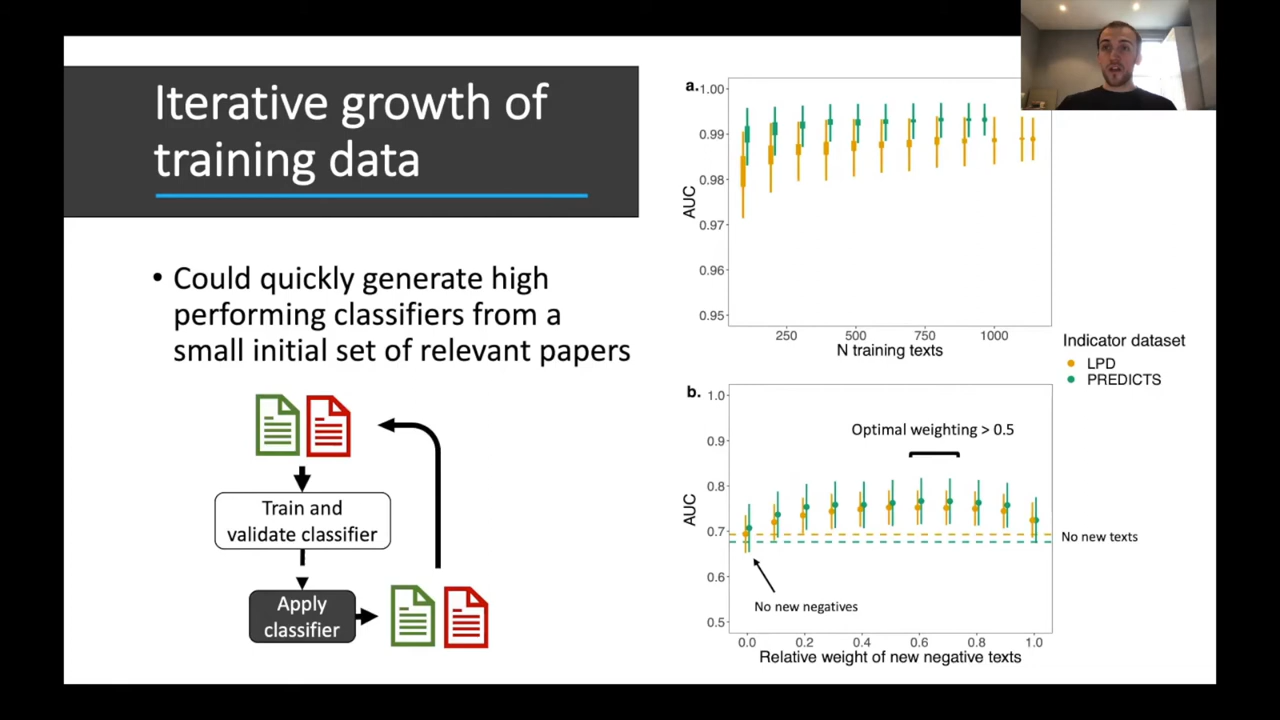 Iterative growth of
training data
• Could quickly generate high
performing classifiers from a
small initial set of relevant papers
Train and
validate classifier
Apply
classifier
a.
1.00
0.99
0.98
0.97
0.96
0.95
AUC
250
500
750
1000
N training texts
Indicator dataset
LPD
PREDICTS
b.
1.0
0.9
0.8
0.7
0.6
0.5
AUC
Optimal weighting > 0.5
No new texts
No new negatives
0.0
0.2
0.4
0.6
0.8
1.0
Relative weight of new negative texts